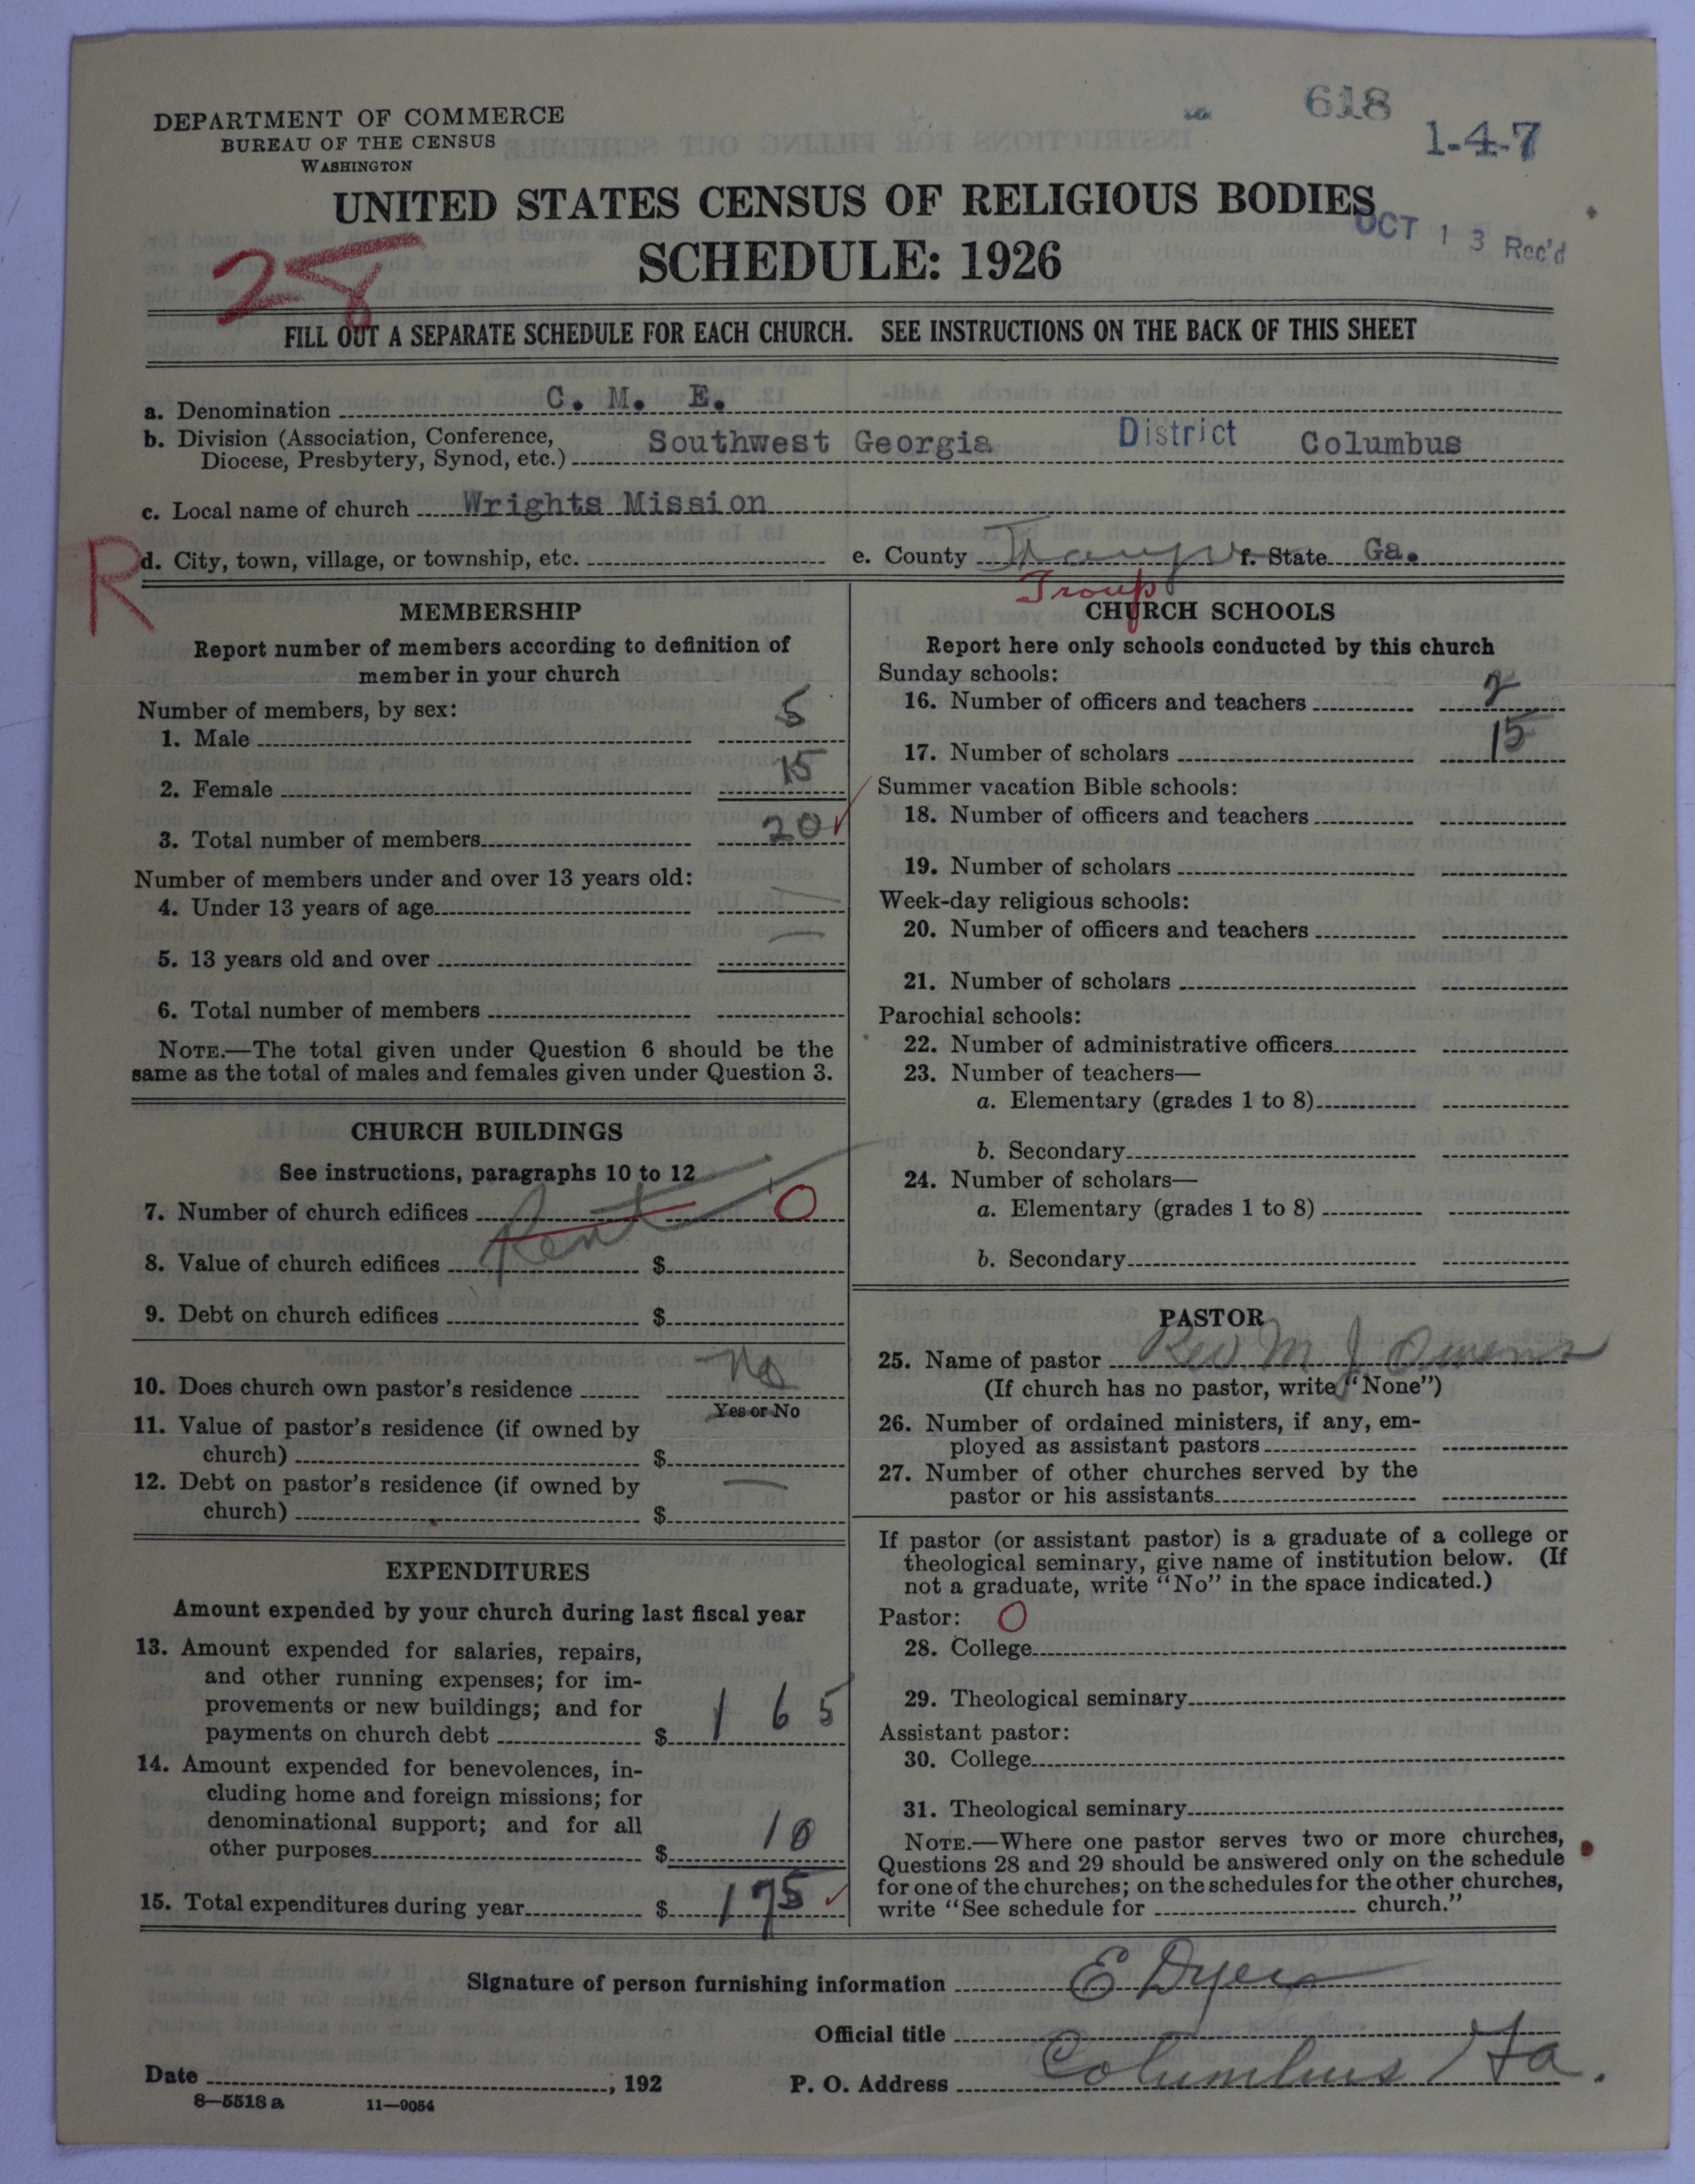 618
1-4-7
DEPARTMENT OF COMMERCE
BUREAU OF THE CENSUS
WASHINGTON
UNITED STATES CENSUS OF RELIGIOUS BODIES
OCT 13 Rec'd
SCHEDULE: 1926
28
FILL OUT A SEPARATE SCHEDULE FOR EACH CHURCH. SEE INSTRUCTIONS ON THE BACK OF THIS SHEET
a. Denomination C. M. E.
b. Division (Association, Conference, Diocese, Presbytery, Synod, etc.) Southwest Georgia District Columbus
c. Local name of church Wrights Mission
R
d. City, town, village, or township, etc. e. County f. State Ga.
Troup
MEMBERSHIP
Report number of members according to definition of
member in your church
Number of members, by sex:
1. Male 5
2. Female 15
3. Total number of members 20 ✓
Number of members under and over 13 years old:
4. Under 13 years of age —
5. 13 years old and over —
6. Total number of members
NOTE.—The total given under Question 6 should be the
same as the total of males and females given under Question 3.
CHURCH BUILDINGS
See instructions, paragraphs 10 to 12
7. Number of church edifices Rent 0
8. Value of church edifices $
9. Debt on church edifices $
10. Does church own pastor's residence No
Yes or No
11. Value of pastor's residence (if owned by
church) $
12. Debt on pastor's residence (if owned by —
church) $
EXPENDITURES
Amount expended by your church during last fiscal year
13. Amount expended for salaries, repairs,
and other running expenses; for im-
provements or new buildings; and for
payments on church debt $ 165
14. Amount expended for benevolences, in-
cluding home and foreign missions; for
denominational support; and for all
other purposes $ 10
15. Total expenditures during year $ 175 ✓
CHURCH SCHOOLS
Report here only schools conducted by this church
Sunday schools:
16. Number of officers and teachers 2
17. Number of scholars 15
Summer vacation Bible schools:
18. Number of officers and teachers
19. Number of scholars
Week-day religious schools:
20. Number of officers and teachers
21. Number of scholars
Parochial schools:
22. Number of administrative officers
23. Number of teachers—
a. Elementary (grades 1 to 8)
b. Secondary
24. Number of scholars—
a. Elementary (grades 1 to 8)
b. Secondary
PASTOR
25. Name of pastor Rev M J Owens
(If church has no pastor, write "None")
26. Number of ordained ministers, if any, em-
ployed as assistant pastors
27. Number of other churches served by the
pastor or his assistants
If pastor (or assistant pastor) is a graduate of a college or
theological seminary, give name of institution below. (If
not a graduate, write "No" in the space indicated.)
Pastor: 0
28. College
29. Theological seminary
Assistant pastor:
30. College
31. Theological seminary
NOTE.—Where one pastor serves two or more churches,
Questions 28 and 29 should be answered only on the schedule
for one of the churches; on the schedules for the other churches,
write "See schedule for church."
Signature of person furnishing information E Dyer
Official title
Date , 192 P. O. Address Columbus Ga.
8—5518 a 11—9054